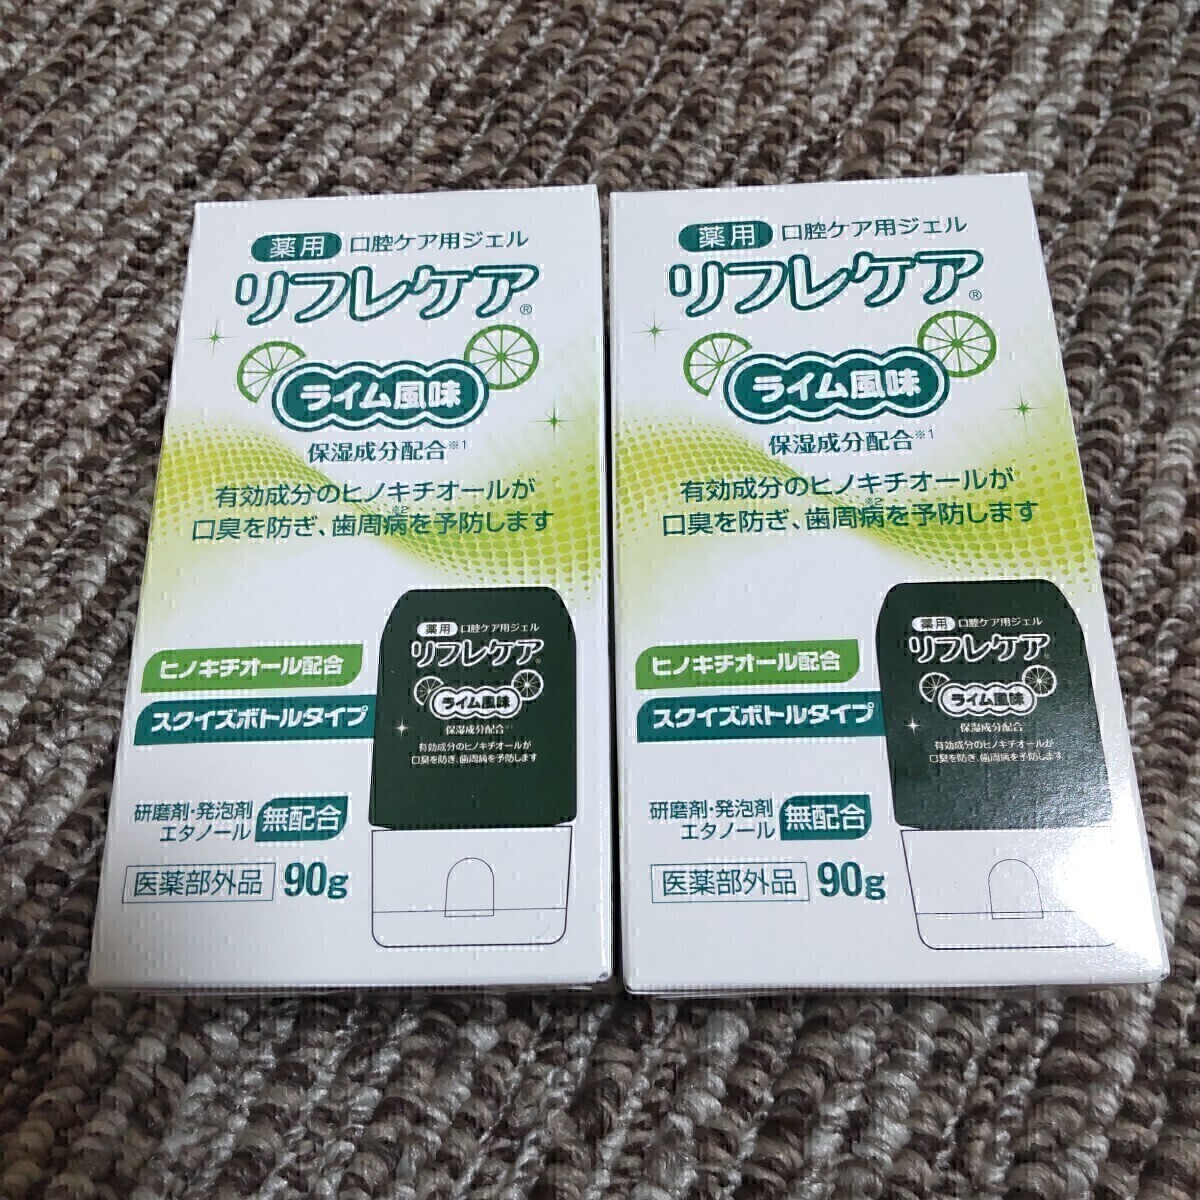 薬用 口腔ケア用ジェル
リフレケア®
ライム風味
保湿成分配合※1
有効成分のヒノキチオールが
※2
口臭を防ぎ、歯周病を予防します
ヒノキチオール配合
スクイズボトルタイプ
研磨剤・発泡剤
エタノール
無配合
医薬部外品 90g
薬用 口腔ケア用ジェル
リフレケア®
ライム風味
保湿成分配合
有効成分のヒノキチオールが
口臭を防ぎ、歯周病を予防します
薬用 口腔ケア用ジェル
リフレケア®
ライム風味
保湿成分配合※1
有効成分のヒノキチオールが
※2
口臭を防ぎ、歯周病を予防します
ヒノキチオール配合
スクイズボトルタイプ
研磨剤・発泡剤
エタノール
無配合
医薬部外品 90g
薬用 口腔ケア用ジェル
リフレケア
ライム風味
保湿成分配合
有効成分のヒノキチオールが
口臭を防ぎ、歯周病を予防します